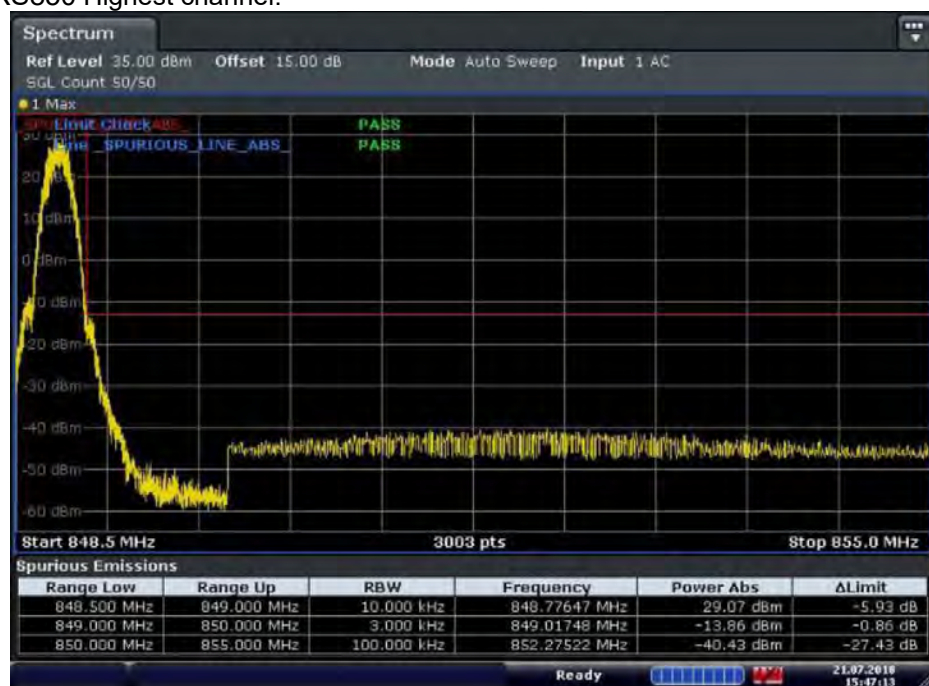 Highest channel.
Spectrum
Ref Level 35.00 dBm Offset 15.00 dB Mode Auto Sweep Input 1 AC
SGL Count 50/50
1 Max
Limit Check PASS
Line _SPURIOUS_LINE_ABS_ PASS
20 dBm
10 dBm
0 dBm
-10 dBm
-20 dBm
-30 dBm
-40 dBm
-50 dBm
-60 dBm
Start 848.5 MHz 3003 pts Stop 855.0 MHz
Spurious Emissions
Range Low Range Up RBW Frequency Power Abs ΔLimit
848.500 MHz 849.000 MHz 10.000 kHz 848.77647 MHz 29.07 dBm -5.93 dB
849.000 MHz 850.000 MHz 3.000 kHz 849.01748 MHz -13.86 dBm -0.86 dB
850.000 MHz 855.000 MHz 100.000 kHz 852.27522 MHz -40.43 dBm -27.43 dB
Ready 21.07.2018
15:47:13